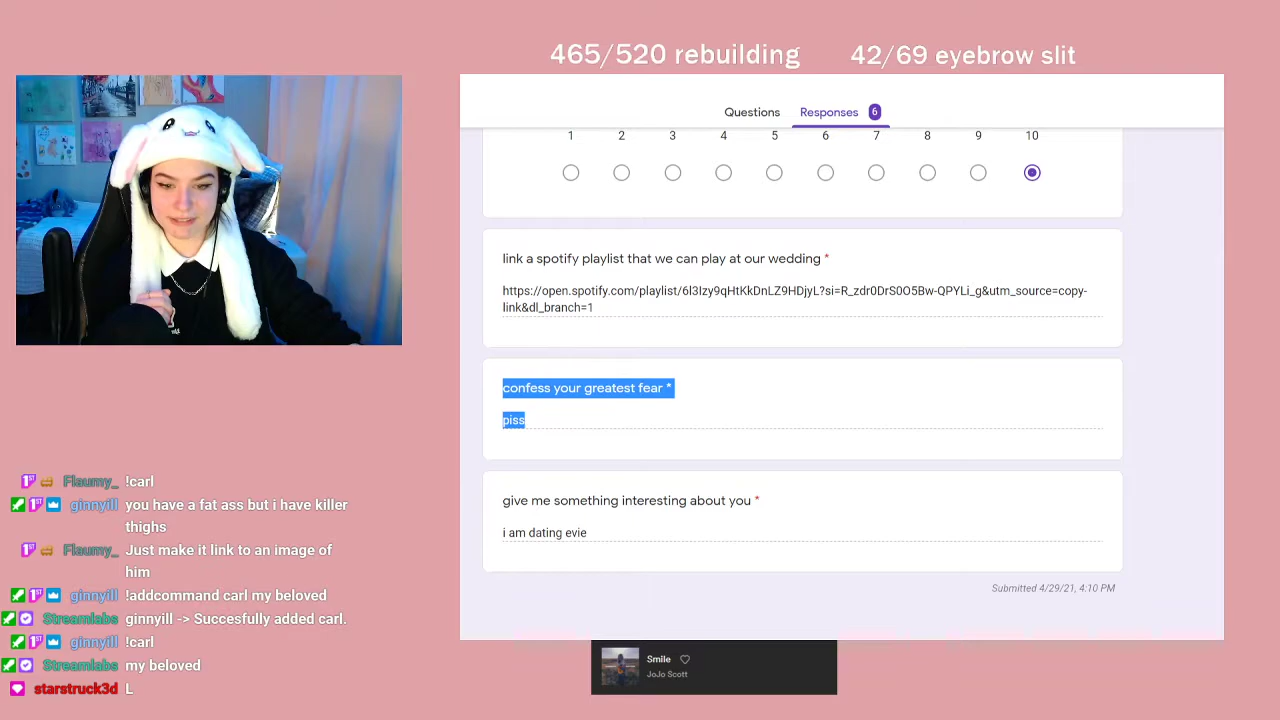 465/520 rebuilding
42/69 eyebrow slit
Questions
Responses 6
1 2 3 4 5 6 7 8 9 10
link a spotify playlist that we can play at our wedding *
https://open.spotify.com/playlist/6l3Izy9qHtKkDnLZ9HDjyL?si=R_zdr0DrS0O5Bw-QPYLi_g&utm_source=copy-
link&dl_branch=1
confess your greatest fear *
piss
give me something interesting about you *
i am dating evie
Submitted 4/29/21, 4:10 PM
Flaumy_ !carl
ginnyill you have a fat ass but i have killer
thighs
Flaumy_ Just make it link to an image of
him
ginnyill !addcommand carl my beloved
Streamlabs ginnyill -> Succesfully added carl.
ginnyill !carl
Streamlabs my beloved
starstruck3d L
Smile
JoJo Scott